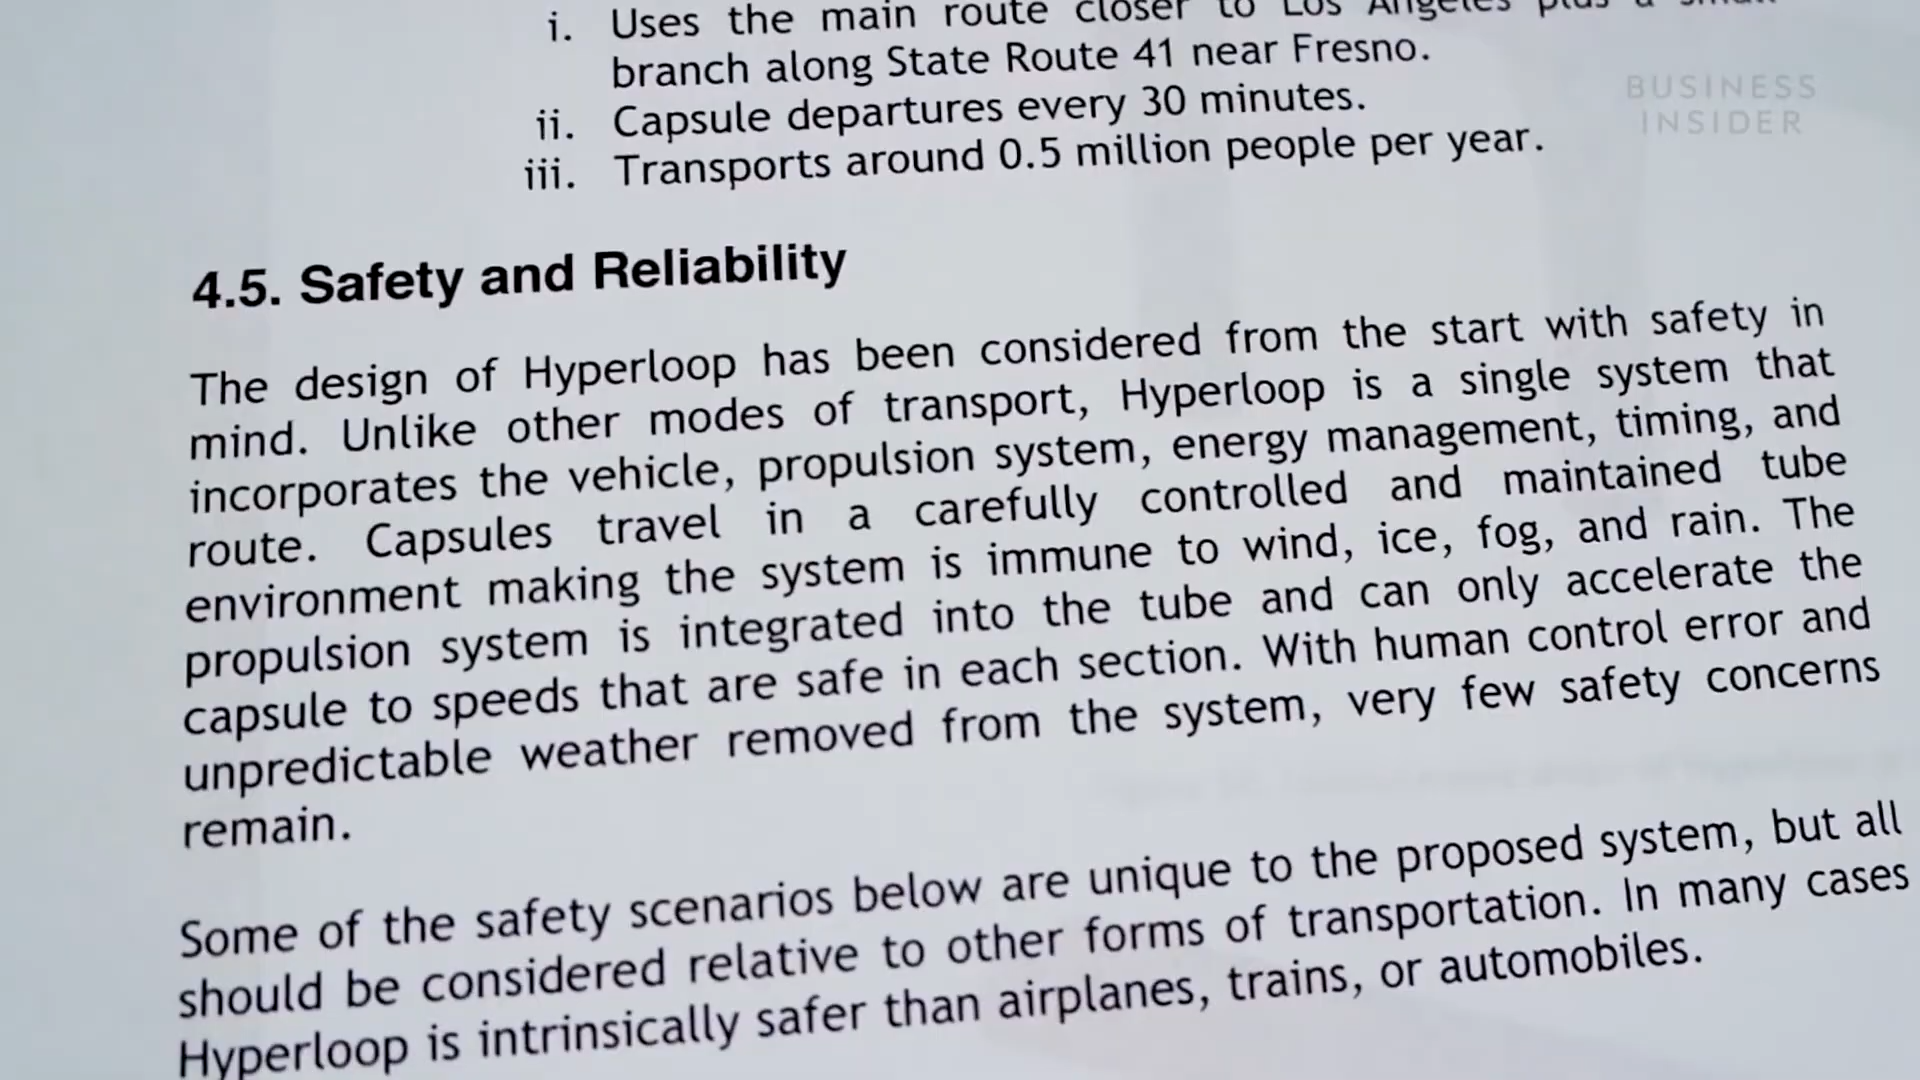 i. Uses the main route closer to Los Angeles plus a small
branch along State Route 41 near Fresno.
BUSINESS
INSIDER
ii. Capsule departures every 30 minutes.
iii. Transports around 0.5 million people per year.
4.5. Safety and Reliability
The design of Hyperloop has been considered from the start with safety in
mind. Unlike other modes of transport, Hyperloop is a single system that
incorporates the vehicle, propulsion system, energy management, timing, and
route. Capsules travel in a carefully controlled and maintained tube
environment making the system is immune to wind, ice, fog, and rain. The
propulsion system is integrated into the tube and can only accelerate the
capsule to speeds that are safe in each section. With human control error and
unpredictable weather removed from the system, very few safety concerns
remain.
Some of the safety scenarios below are unique to the proposed system, but all
should be considered relative to other forms of transportation. In many cases
Hyperloop is intrinsically safer than airplanes, trains, or automobiles.